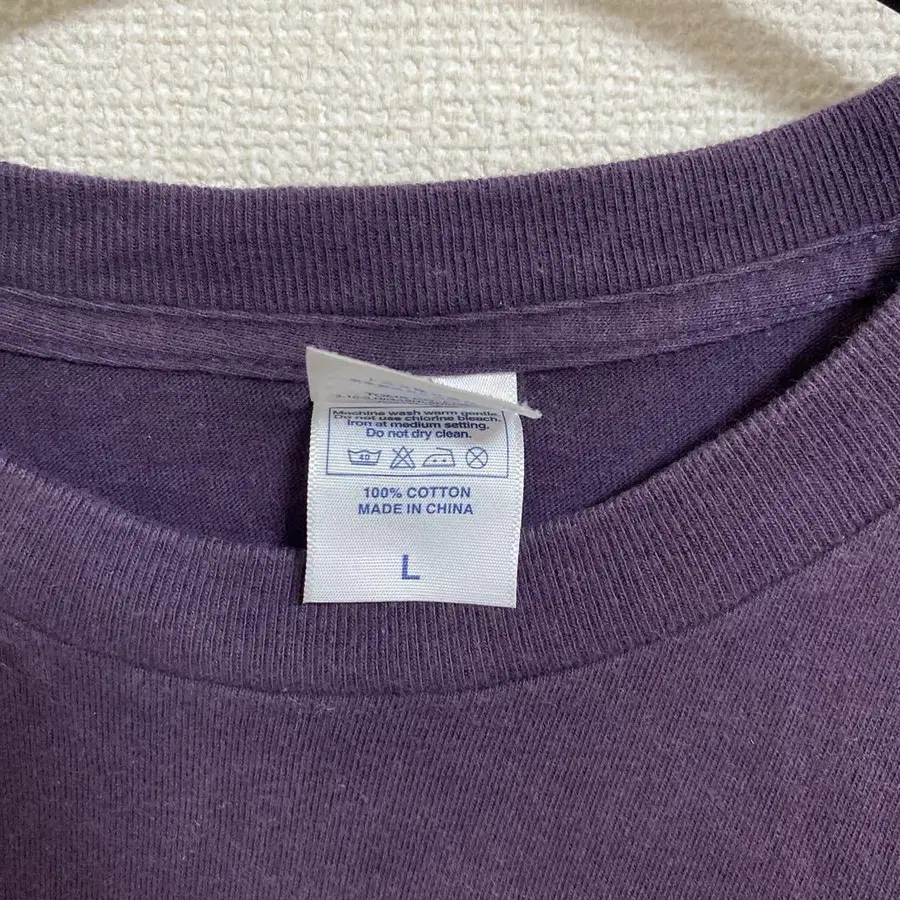 Machine wash warm gentle.
Do not use chlorine bleach.
Iron at medium setting.
Do not dry clean.
40
100% COTTON
MADE IN CHINA
L